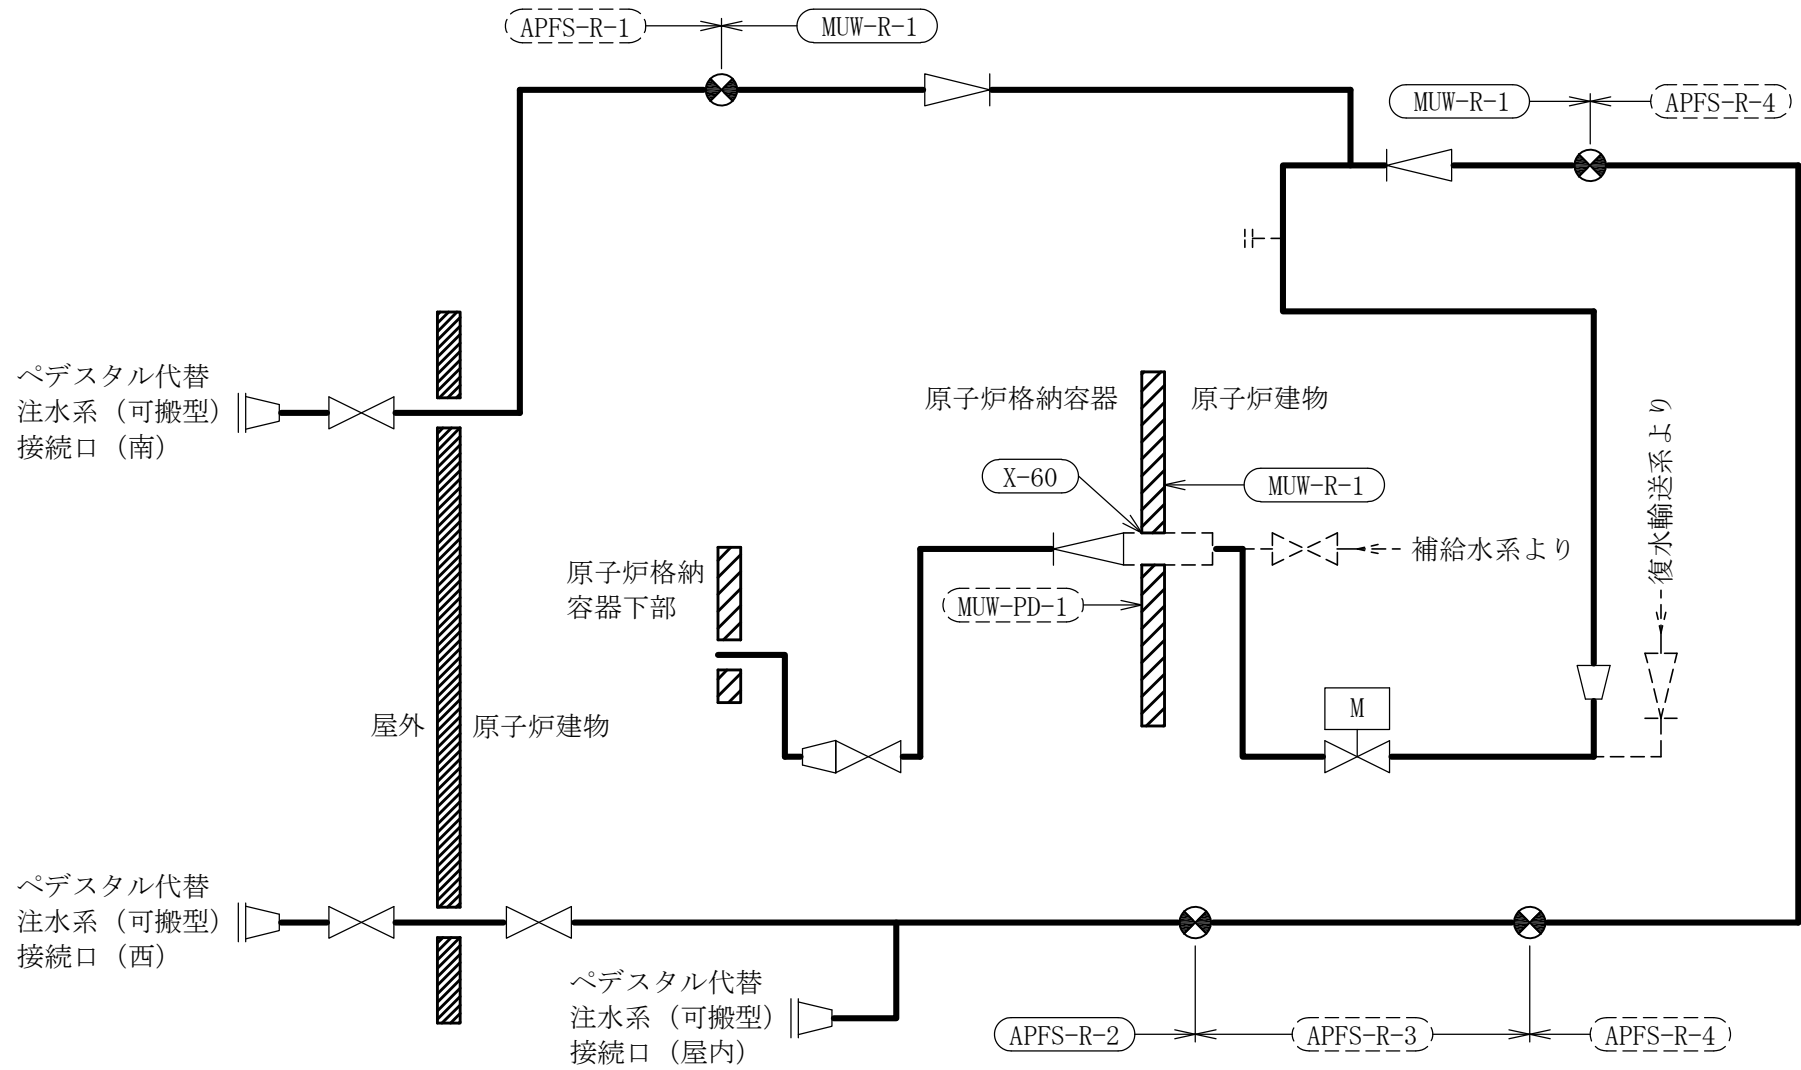 APFS-R-1
MUW-R-1
MUW-R-1
APFS-R-4
ペデスタル代替
注水系（可搬型）
接続口（南）
原子炉格納容器
原子炉建物
復水輸送系より
X-60
MUW-R-1
補給水系より
原子炉格納
容器下部
MUW-PD-1
屋外
原子炉建物
M
ペデスタル代替
注水系（可搬型）
接続口（西）
ペデスタル代替
注水系（可搬型）
接続口（屋内）
APFS-R-2
APFS-R-3
APFS-R-4